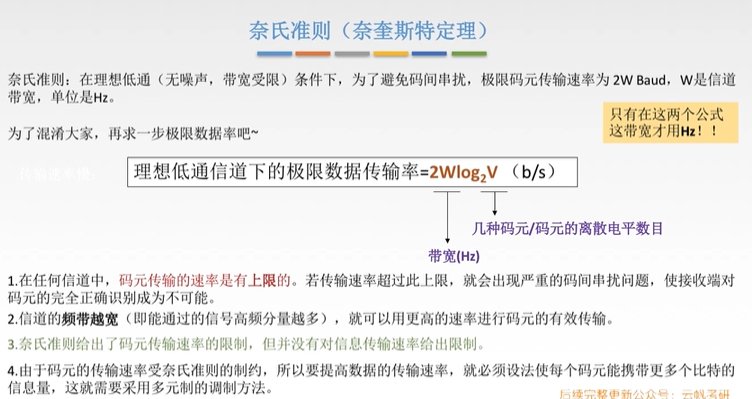 奈氏准则（奈奎斯特定理）
奈氏准则：在理想低通（无噪声，带宽受限）条件下，为了避免码间串扰，极限码元传输速率为 2W Baud，W是信道
带宽，单位是Hz。
只有在这两个公式
这带宽才用Hz！！
为了混淆大家，再求一步极限数据率吧~
理想低通信道下的极限数据传输率=2Wlog₂V （b/s）
几种码元/码元的离散电平数目
带宽(Hz)
1.在任何信道中，码元传输的速率是有上限的。若传输速率超过此上限，就会出现严重的码间串扰问题，使接收端对
码元的完全正确识别成为不可能。
2.信道的频带越宽（即能通过的信号高频分量越多），就可以用更高的速率进行码元的有效传输。
3.奈氏准则给出了码元传输速率的限制，但并没有对信息传输速率给出限制。
4.由于码元的传输速率受奈氏准则的制约，所以要提高数据的传输速率，就必须设法使每个码元能携带更多个比特的
信息量，这就需要采用多元制的调制方法。
后续完整更新公众号：云帆考研